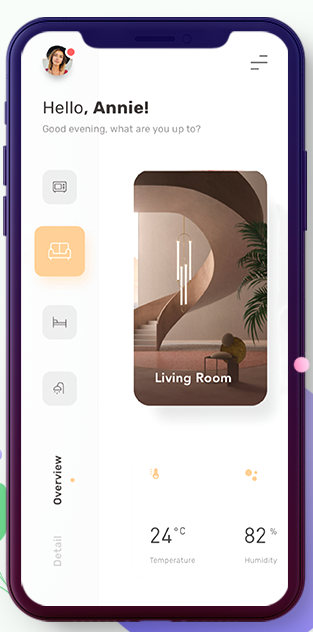 Hello, Annie!
Good evening, what are you up to?
Living Room
Overview
Detail
24°C
Temperature
82 %
Humidity